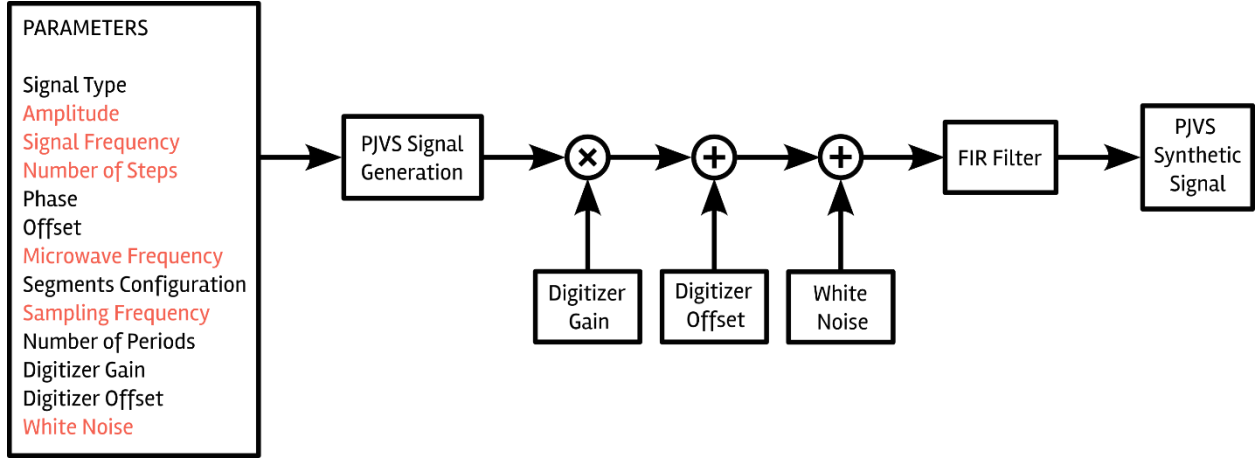 PARAMETERS
Signal Type
Amplitude
Signal Frequency
Number of Steps
Phase
Offset
Microwave Frequency
Segments Configuration
Sampling Frequency
Number of Periods
Digitizer Gain
Digitizer Offset
White Noise
PJVS Signal
Generation
×
+
+
FIR Filter
PJVS
Synthetic
Signal
Digitizer
Gain
Digitizer
Offset
White
Noise